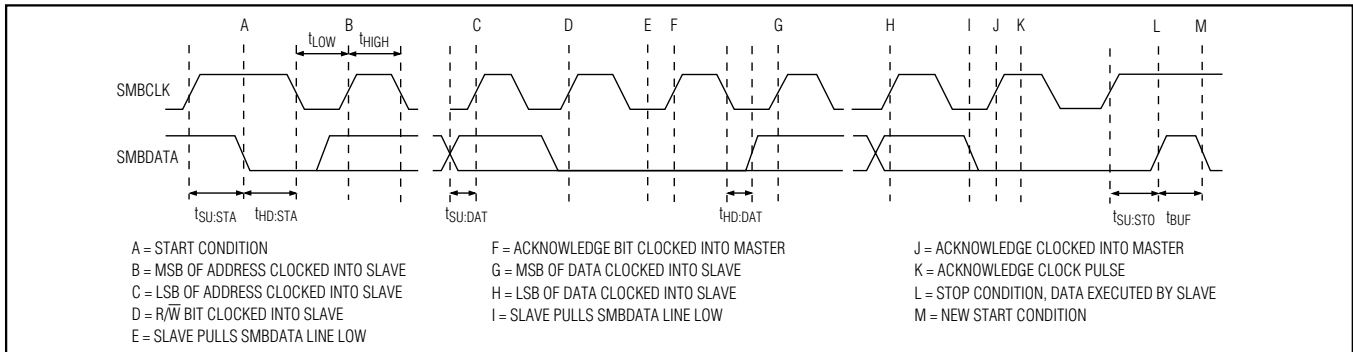 A B C D E F G H I J K L M
tLOW tHIGH
SMBCLK
SMBDATA
tSU:STA tHD:STA tSU:DAT tHD:DAT tSU:STO tBUF
A = START CONDITION
B = MSB OF ADDRESS CLOCKED INTO SLAVE
C = LSB OF ADDRESS CLOCKED INTO SLAVE
D = R/W̅ BIT CLOCKED INTO SLAVE
E = SLAVE PULLS SMBDATA LINE LOW
F = ACKNOWLEDGE BIT CLOCKED INTO MASTER
G = MSB OF DATA CLOCKED INTO SLAVE
H = LSB OF DATA CLOCKED INTO SLAVE
I = SLAVE PULLS SMBDATA LINE LOW
J = ACKNOWLEDGE CLOCKED INTO MASTER
K = ACKNOWLEDGE CLOCK PULSE
L = STOP CONDITION, DATA EXECUTED BY SLAVE
M = NEW START CONDITION